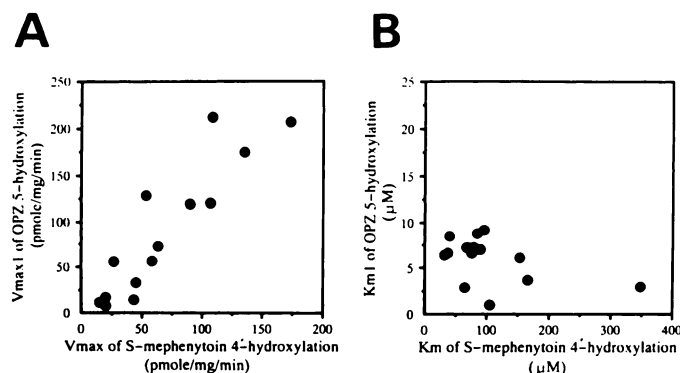 A
Vmax1 of OPZ 5-hydroxylation
(pmole/mg/min)
250
200
150
100
50
0
0 50 100 150 200
Vmax of S-mephenytoin 4'-hydroxylation
(pmole/mg/min)
B
Km1 of OPZ 5-hydroxylation
(µM)
25
20
15
10
5
0
0 100 200 300 400
Km of S-mephenytoin 4'-hydroxylation
(µM)